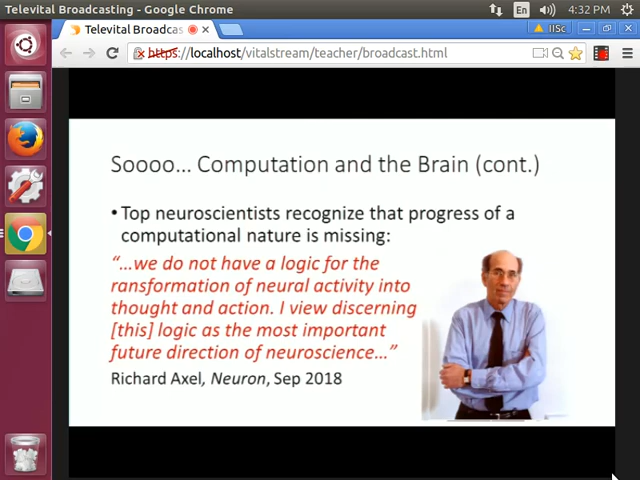 Televital Broadcasting - Google Chrome
En
4:32 PM
Televital Broadcas
IISc
https://localhost/vitalstream/teacher/broadcast.html
Soooo... Computation and the Brain (cont.)
• Top neuroscientists recognize that progress of a
computational nature is missing:
“...we do not have a logic for the
ransformation of neural activity into
thought and action. I view discerning
[this] logic as the most important
future direction of neuroscience...”
Richard Axel, Neuron, Sep 2018